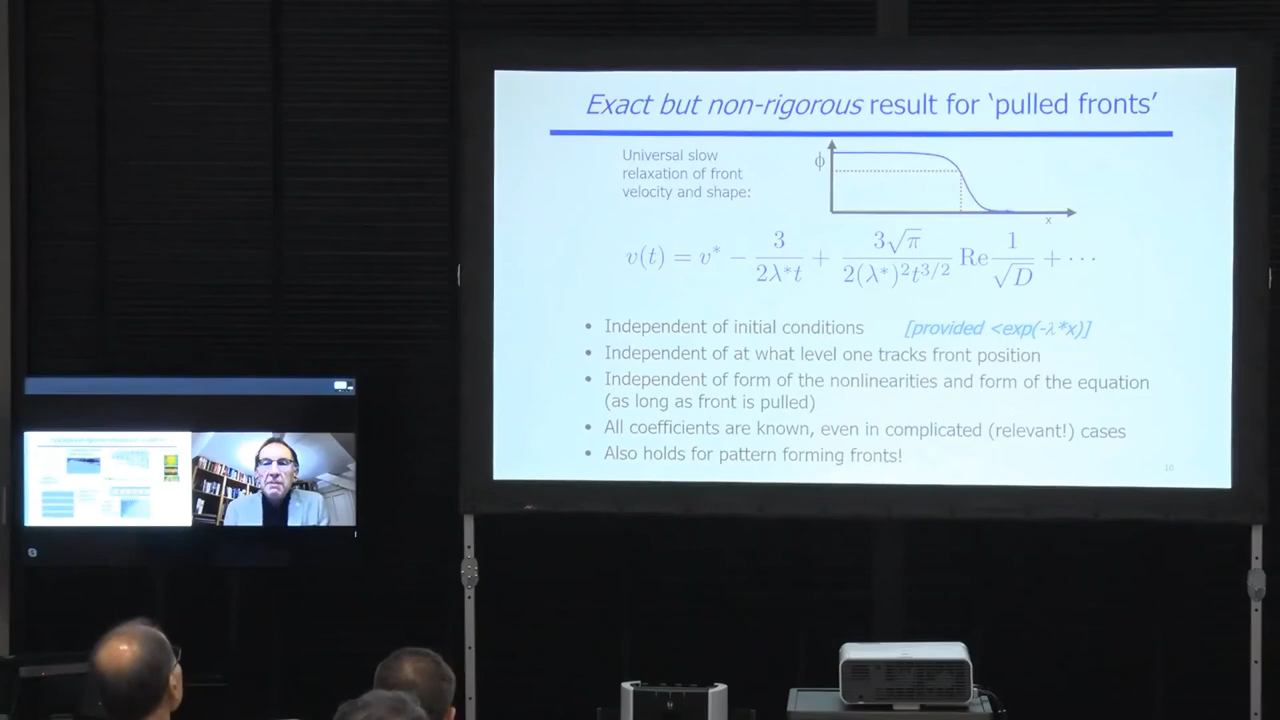 Exact but non-rigorous result for ‘pulled fronts’
Universal slow
relaxation of front
velocity and shape:
ϕ
x
v(t) = v* − 3/(2λ*t) + 3√π/(2(λ*)²t^{3/2}) Re 1/√D + ⋯
• Independent of initial conditions [provided <exp(-λ*x)]
• Independent of at what level one tracks front position
• Independent of form of the nonlinearities and form of the equation
(as long as front is pulled)
• All coefficients are known, even in complicated (relevant!) cases
• Also holds for pattern forming fronts!
10